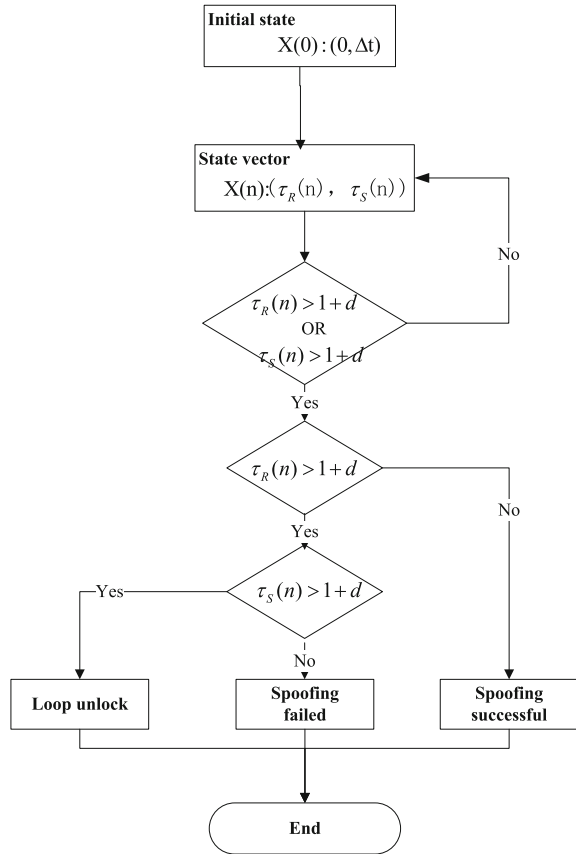 Initial state
X(0) : (0, Δt)
State vector
X(n):(τ_R(n) , τ_S(n))
No
τ_R(n) > 1 + d
OR
τ_S(n) > 1 + d
Yes
τ_R(n) > 1 + d
No
Yes
Yes
τ_S(n) > 1 + d
No
Loop unlock
Spoofing
failed
Spoofing
successful
End